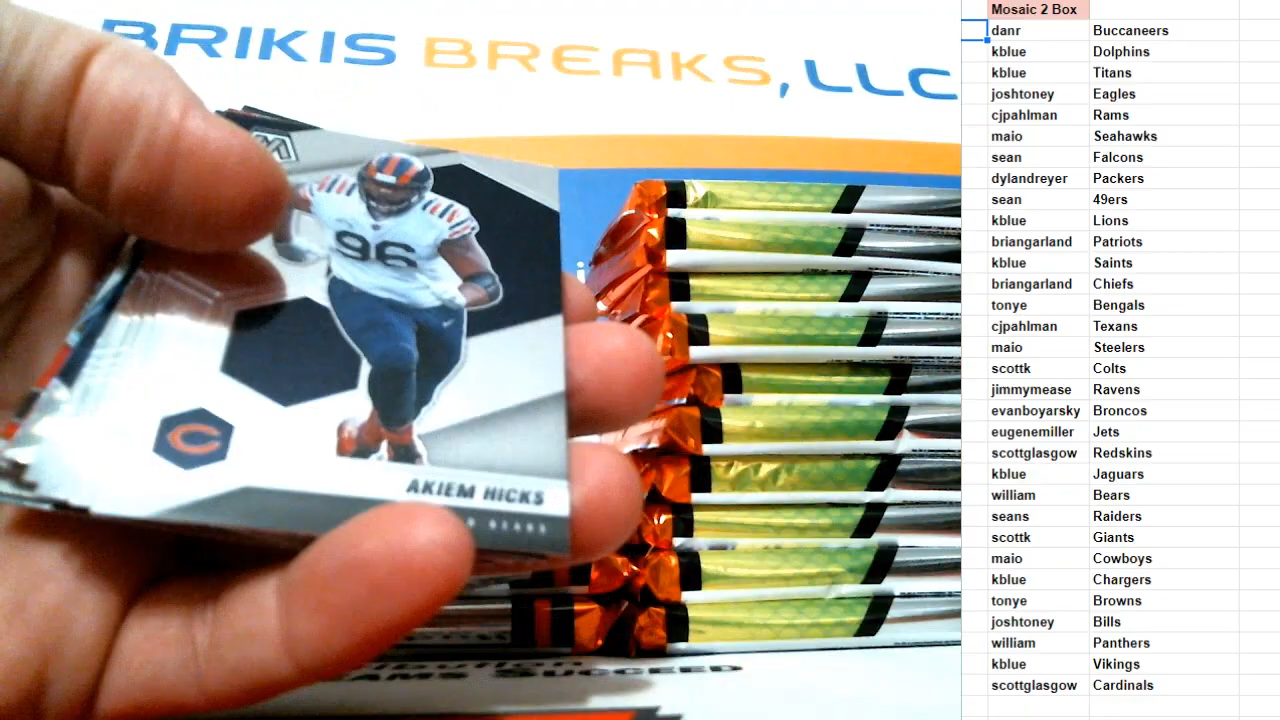 BRIKIS BREAKS, LLC
96
C
AKIEM HICKS
AMS SUCCEED
Mosaic 2 Box
danr Buccaneers
kblue Dolphins
kblue Titans
joshtoney Eagles
cjpahlman Rams
maio Seahawks
sean Falcons
dylandreyer Packers
sean 49ers
kblue Lions
briangarland Patriots
kblue Saints
briangarland Chiefs
tonye Bengals
cjpahlman Texans
maio Steelers
scottk Colts
jimmymease Ravens
evanboyarsky Broncos
eugenemiller Jets
scottglasgow Redskins
kblue Jaguars
william Bears
seans Raiders
scottk Giants
maio Cowboys
kblue Chargers
tonye Browns
joshtoney Bills
william Panthers
kblue Vikings
scottglasgow Cardinals